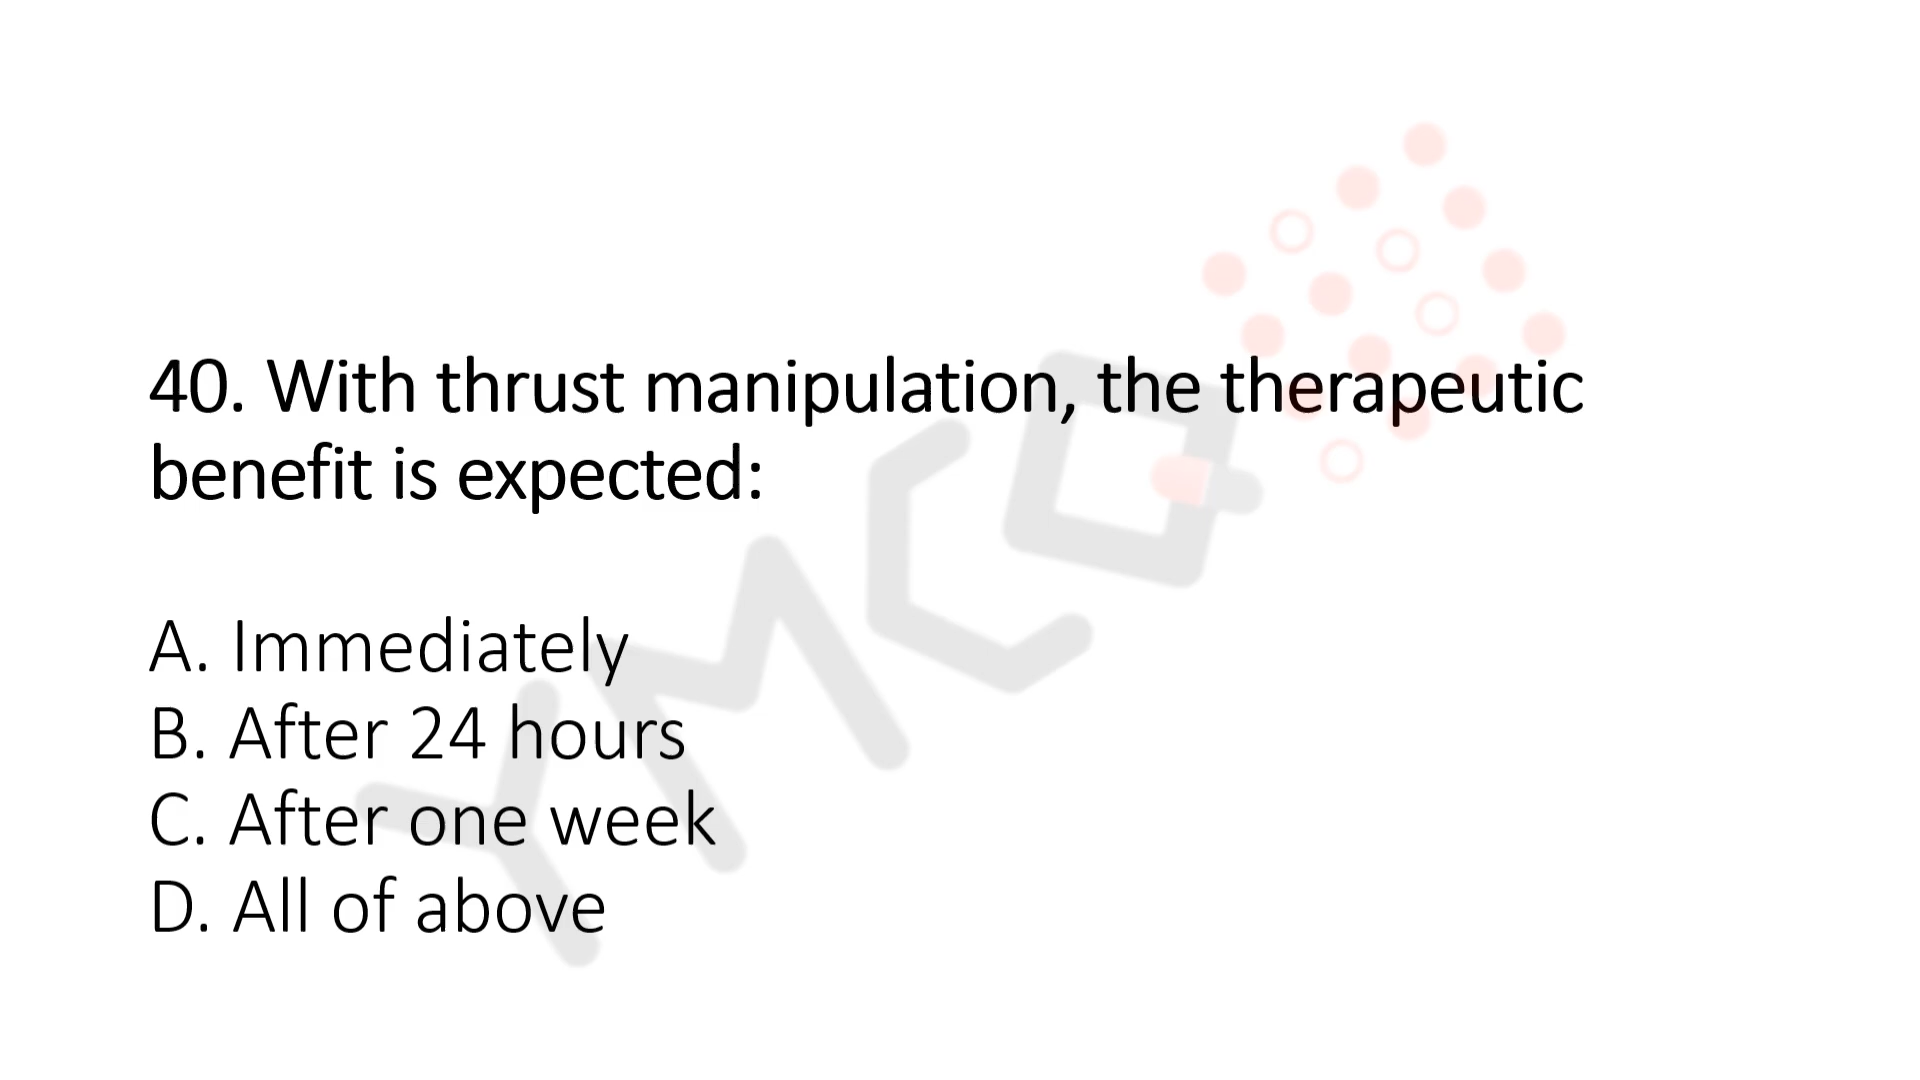 40. With thrust manipulation, the therapeutic
benefit is expected:
A. Immediately
B. After 24 hours
C. After one week
D. All of above
YMCO